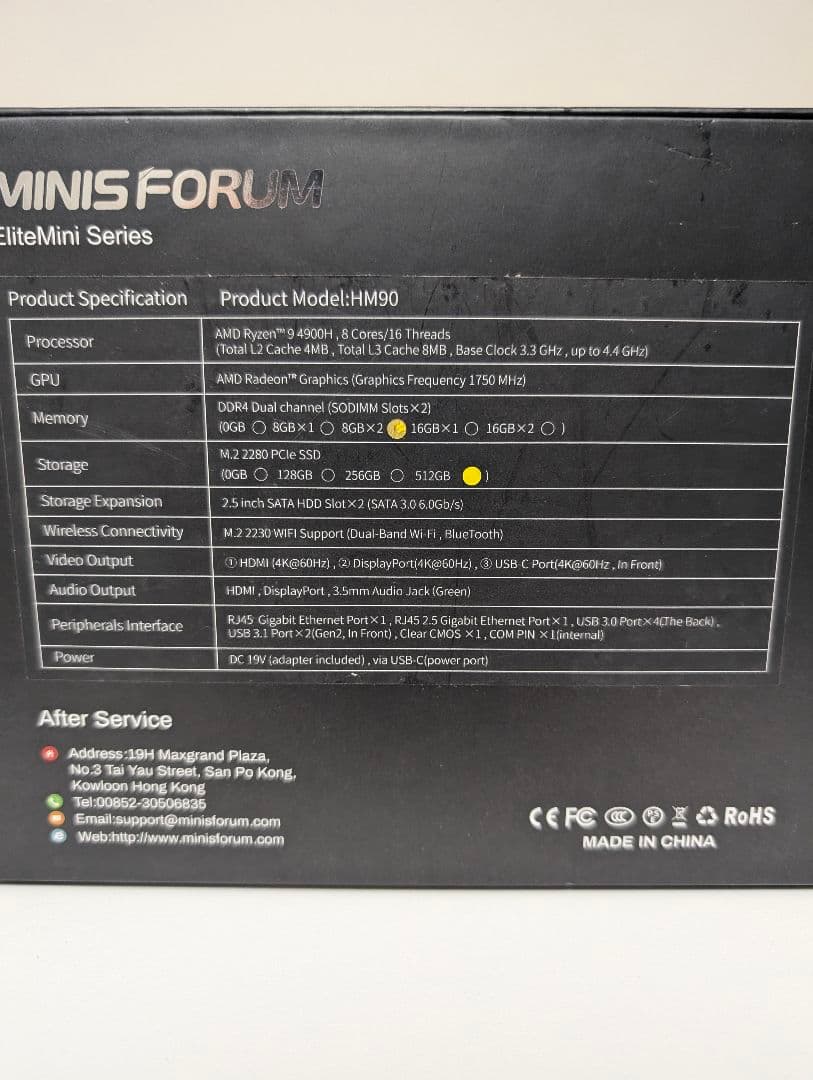 MINISFORUM
EliteMini Series
Product Specification Product Model:HM90
Processor
AMD Ryzen™ 9 4900H , 8 Cores/16 Threads
(Total L2 Cache 4MB , Total L3 Cache 8MB , Base Clock 3.3 GHz , up to 4.4 GHz)
GPU
AMD Radeon™ Graphics (Graphics Frequency 1750 MHz)
Memory
DDR4 Dual channel (SODIMM Slots×2)
(0GB ○ 8GB×1 ○ 8GB×2 ● 16GB×1 ○ 16GB×2 ○ )
Storage
M.2 2280 PCIe SSD
(0GB ○ 128GB ○ 256GB ○ 512GB ● )
Storage Expansion
2.5 inch SATA HDD Slot×2 (SATA 3.0 6.0Gb/s)
Wireless Connectivity
M.2 2230 WIFI Support (Dual-Band Wi-Fi , BlueTooth)
Video Output
① HDMI (4K@60Hz) , ② DisplayPort(4K@60Hz) , ③ USB-C Port(4K@60Hz , In Front)
Audio Output
HDMI , DisplayPort , 3.5mm Audio Jack (Green)
Peripherals Interface
RJ45 Gigabit Ethernet Port×1 , RJ45 2.5 Gigabit Ethernet Port×1 , USB 3.0 Port×4(The Back) ,
USB 3.1 Port×2(Gen2, In Front) , Clear CMOS ×1 , COM PIN ×1(internal)
Power
DC 19V (adapter included) , via USB-C(power port)
After Service
Address:19H Maxgrand Plaza,
No.3 Tai Yau Street, San Po Kong,
Kowloon Hong Kong
Tel:00852-30506835
Email:support@minisforum.com
Web:http://www.minisforum.com
CE FC CCC PS RoHS
MADE IN CHINA